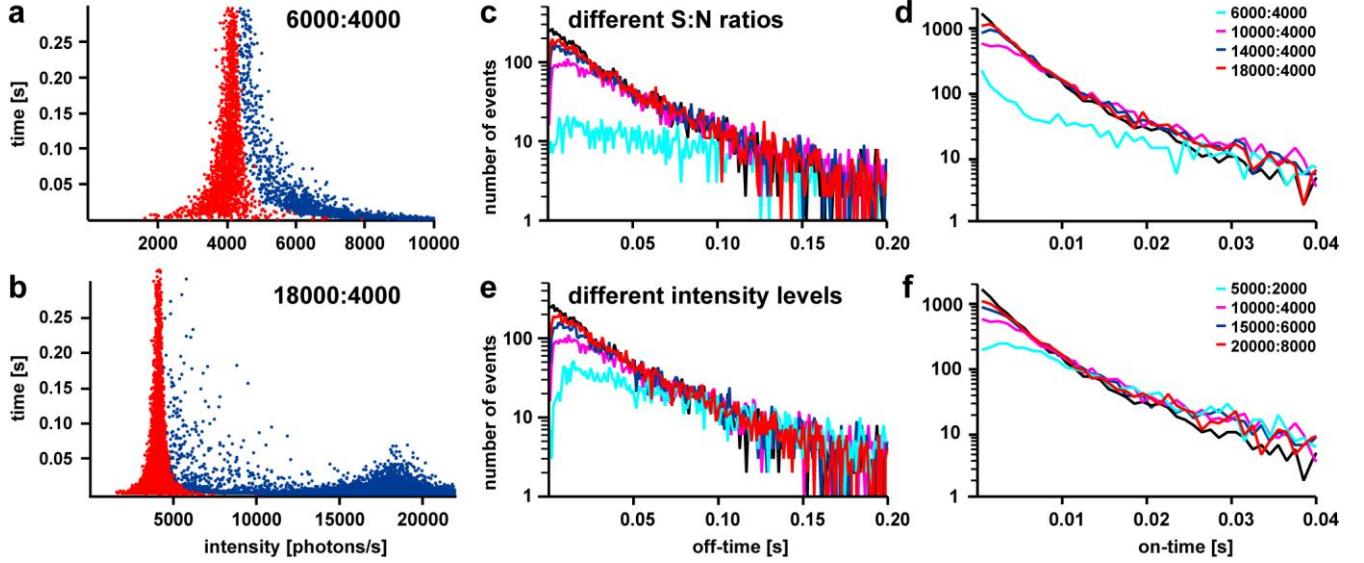 a
6000:4000
time [s]
0.25
0.20
0.15
0.10
0.05
2000 4000 6000 8000 10000
b
18000:4000
time [s]
0.25
0.20
0.15
0.10
0.05
5000 10000 15000 20000
intensity [photons/s]
c
different S:N ratios
number of events
100
10
1
0.05 0.10 0.15 0.20
d
1000
100
10
1
6000:4000
10000:4000
14000:4000
18000:4000
0.01 0.02 0.03 0.04
e
different intensity levels
number of events
100
10
1
0.05 0.10 0.15 0.20
off-time [s]
f
1000
100
10
1
5000:2000
10000:4000
15000:6000
20000:8000
0.01 0.02 0.03 0.04
on-time [s]